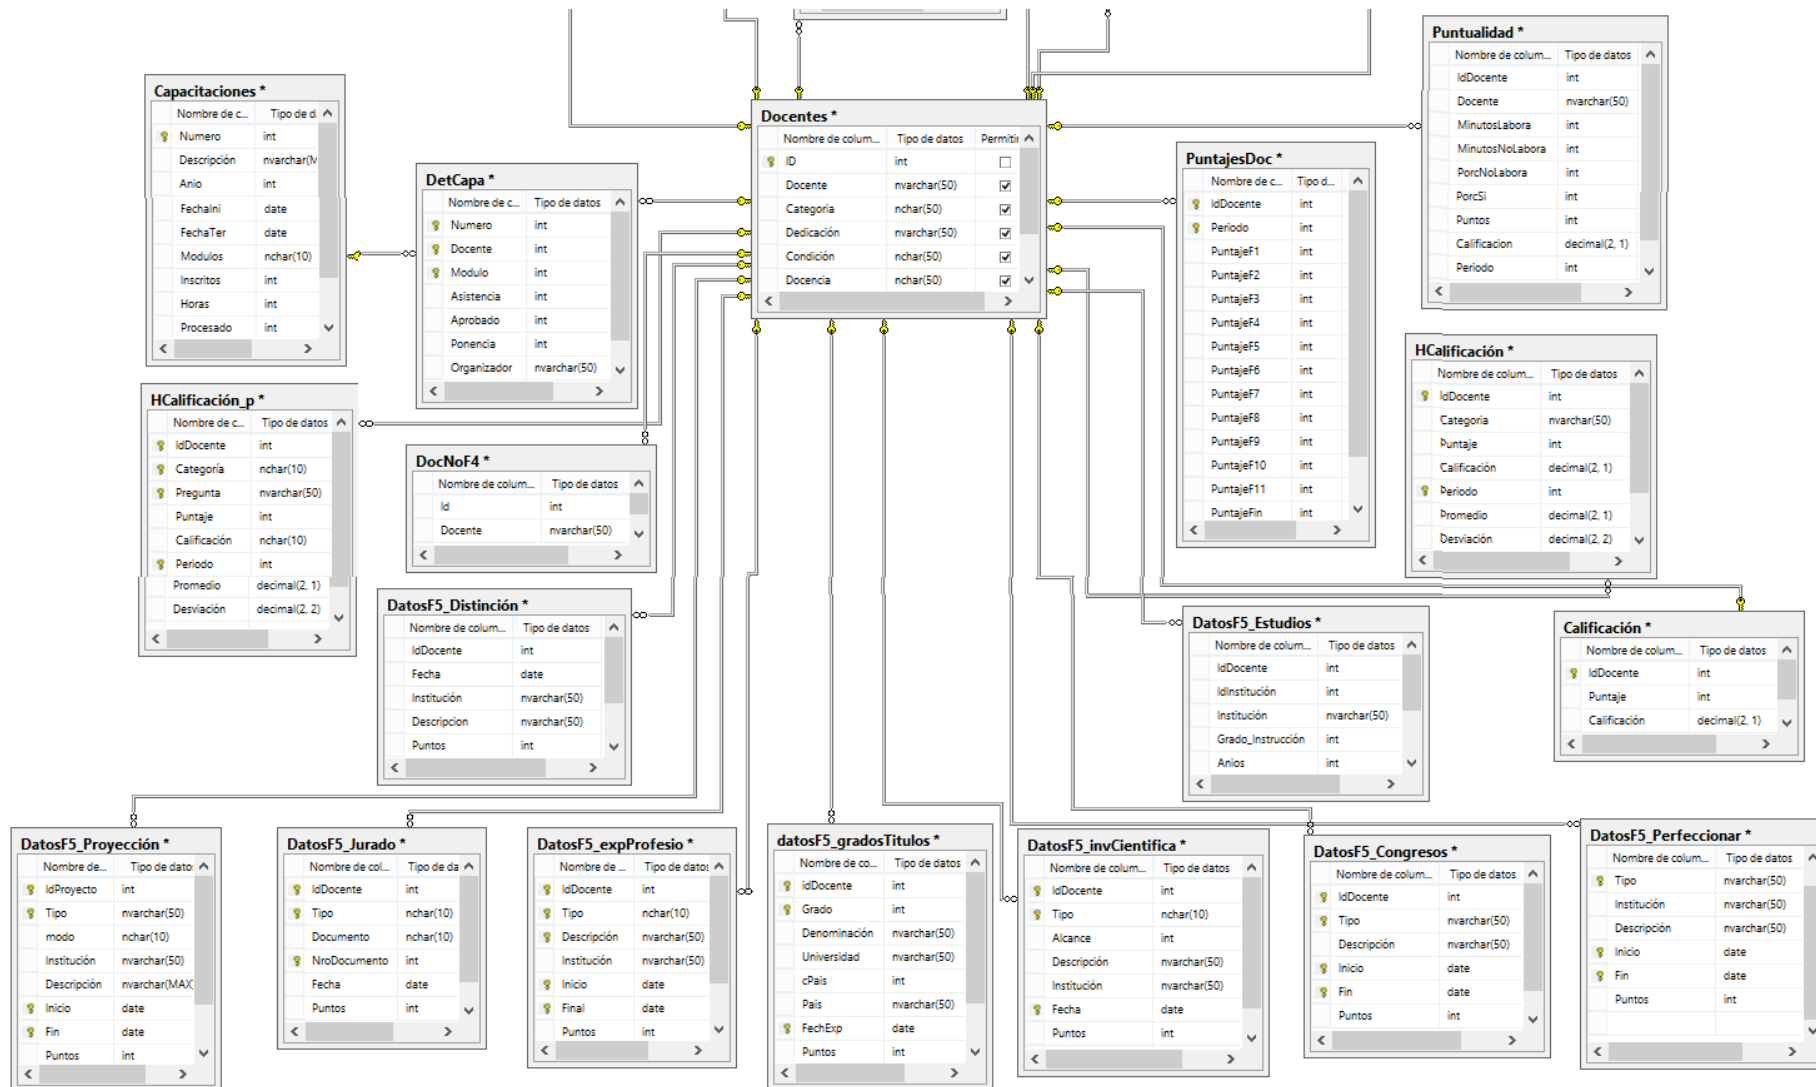 Capacitaciones *
Nombre de c... Tipo de d
Numero int
Descripción nvarchar(M
Anio int
FechaIni date
FechaTer date
Modulos nchar(10)
Inscritos int
Horas int
Procesado int
DetCapa *
Nombre de c... Tipo de datos
Numero int
Docente int
Modulo int
Asistencia int
Aprobado int
Ponencia int
Organizador nvarchar(50)
Docentes *
Nombre de colum... Tipo de datos Permitir
ID int
Docente nvarchar(50)
Categoria nchar(50)
Dedicación nvarchar(50)
Condición nchar(50)
Docencia nchar(50)
PuntajesDoc *
Nombre de c... Tipo d...
IdDocente int
Periodo int
PuntajeF1 int
PuntajeF2 int
PuntajeF3 int
PuntajeF4 int
PuntajeF5 int
PuntajeF6 int
PuntajeF7 int
PuntajeF8 int
PuntajeF9 int
PuntajeF10 int
PuntajeF11 int
PuntajeFin int
Puntualidad *
Nombre de colum... Tipo de datos
IdDocente int
Docente nvarchar(50)
MinutosLabora int
MinutosNoLabora int
PorcNoLabora int
PorcSi int
Puntos int
Calificacion decimal(2, 1)
Periodo int
HCalificación_p *
Nombre de c... Tipo de datos
IdDocente int
Categoría nchar(10)
Pregunta nvarchar(50)
Puntaje int
Calificación nchar(10)
Periodo int
Promedio decimal(2, 1)
Desviación decimal(2, 2)
DocNoF4 *
Nombre de colum... Tipo de datos
Id int
Docente nvarchar(50)
HCalificación *
Nombre de colum... Tipo de datos
IdDocente int
Categoria nvarchar(50)
Puntaje int
Calificación decimal(2, 1)
Periodo int
Promedio decimal(2, 1)
Desviación decimal(2, 2)
DatosF5_Distinción *
Nombre de colum... Tipo de datos
IdDocente int
Fecha date
Institución nvarchar(50)
Descripcion nvarchar(50)
Puntos int
DatosF5_Estudios *
Nombre de colum... Tipo de datos
IdDocente int
IdInstitución int
Institución nvarchar(50)
Grado_Instrucción int
Anios int
Calificación *
Nombre de colum... Tipo de datos
IdDocente int
Puntaje int
Calificación decimal(2, 1)
DatosF5_Proyección *
Nombre de... Tipo de datos
IdProyecto int
Tipo nvarchar(50)
modo nchar(10)
Institución nvarchar(50)
Descripción nvarchar(MAX)
Inicio date
Fin date
Puntos int
DatosF5_Jurado *
Nombre de col... Tipo de da
IdDocente int
Tipo nchar(10)
Documento nchar(10)
NroDocumento int
Fecha date
Puntos int
DatosF5_expProfesio *
Nombre de ... Tipo de datos
IdDocente int
Tipo nchar(10)
Descripción nvarchar(50)
Institución nvarchar(50)
Inicio date
Final date
Puntos int
datosF5_gradosTitulos *
Nombre de co... Tipo de datos
idDocente int
Grado int
Denominación nvarchar(50)
Universidad nvarchar(50)
cPais int
Pais nvarchar(50)
FechExp date
Puntos int
DatosF5_invCientifica *
Nombre de colum... Tipo de datos
IdDocente int
Tipo nchar(10)
Alcance int
Descripción nvarchar(50)
Institución nvarchar(50)
Fecha date
Puntos int
DatosF5_Congresos *
Nombre de colum... Tipo de datos
IdDocente int
Tipo nvarchar(50)
Descripción nvarchar(50)
Inicio date
Fin date
Puntos int
DatosF5_Perfeccionar *
Nombre de colum... Tipo de datos
Tipo nvarchar(50)
Institución nvarchar(50)
Descripción nvarchar(50)
Inicio date
Fin date
Puntos int